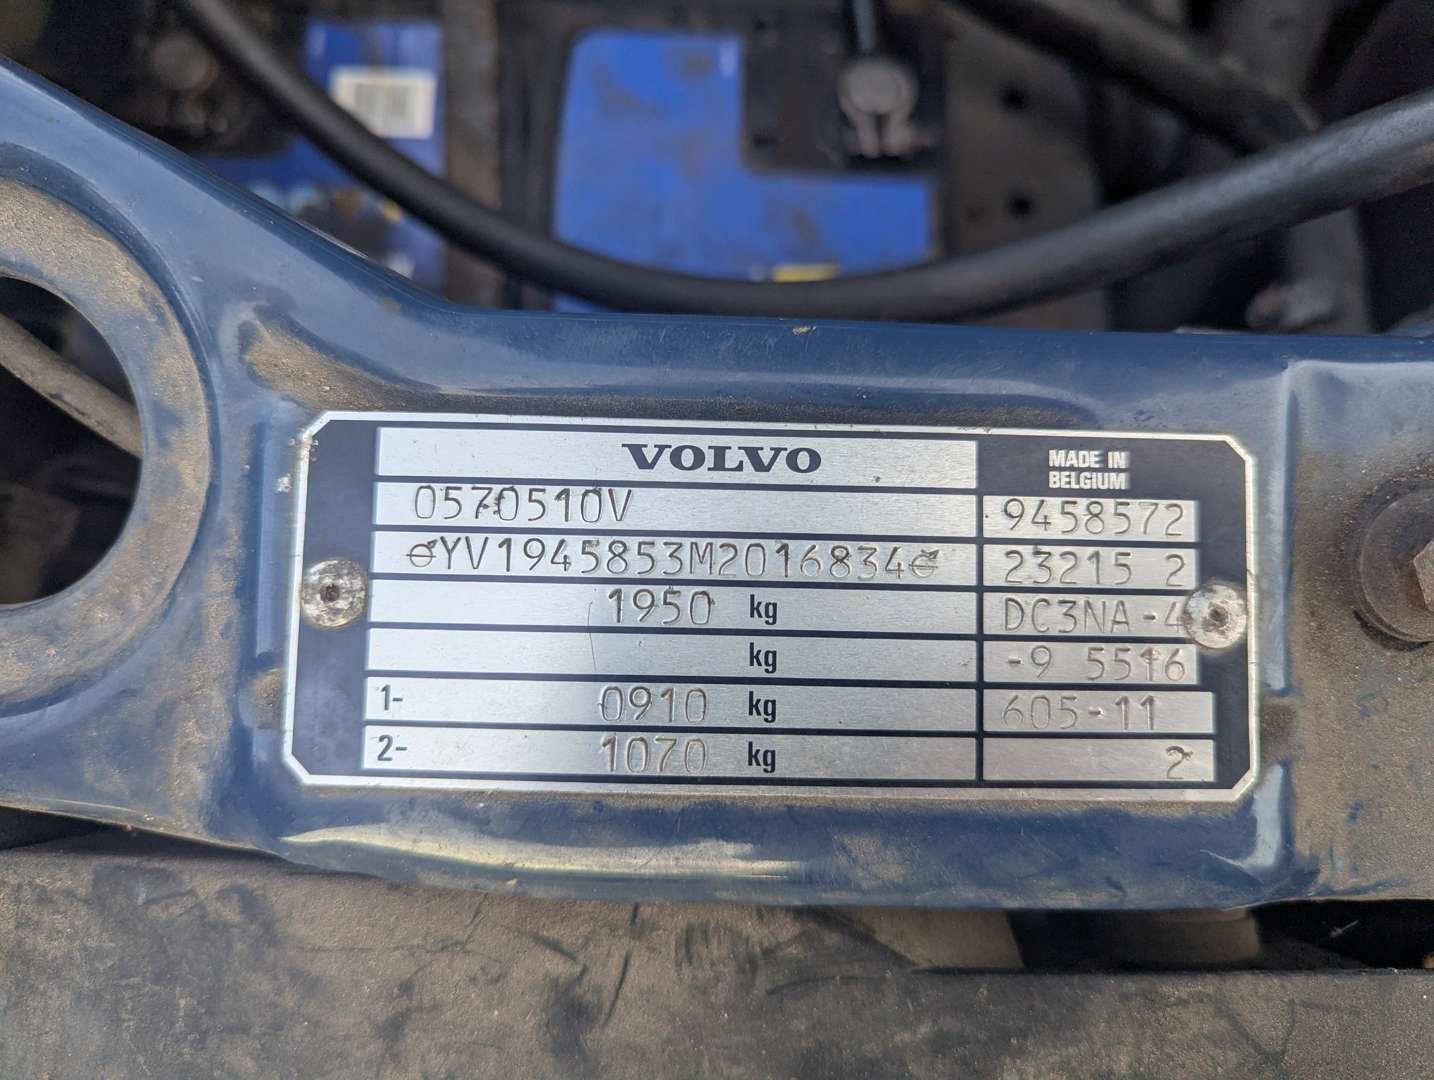 VOLVO
MADE IN
BELGIUM
0570510V
9458572
YV1945853M2016834
23215 2
1950 kg
DC3NA-4
kg
-9 5516
1- 0910 kg
605-11
2- 1070 kg
2